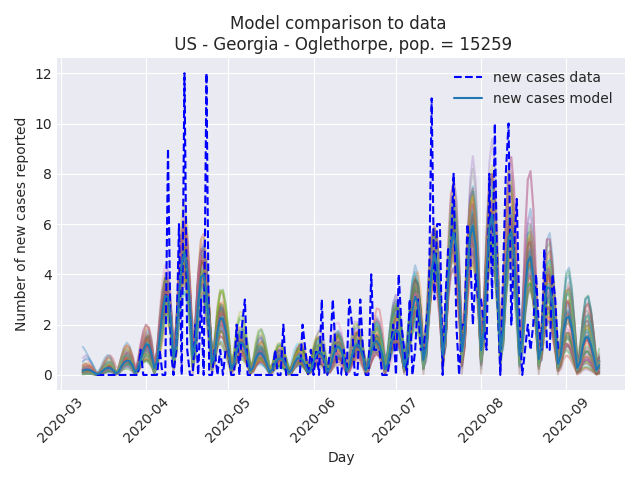 Model comparison to data
US - Georgia - Oglethorpe, pop. = 15259
new cases data
new cases model
Number of new cases reported
12
10
8
6
4
2
0
2020-03
2020-04
2020-05
2020-06
2020-07
2020-08
2020-09
Day